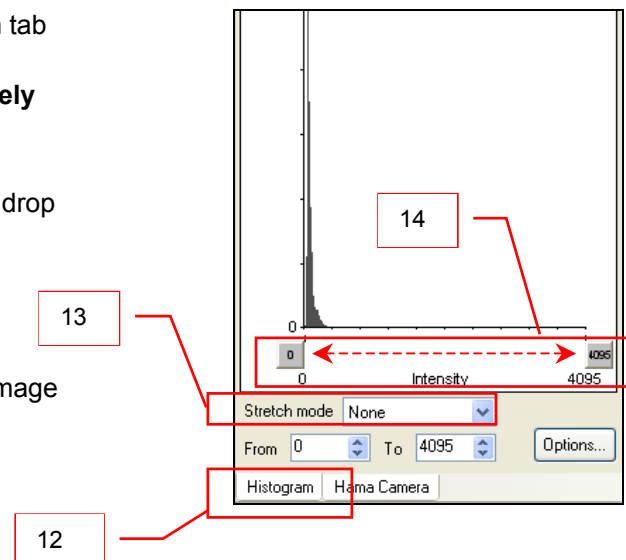 tab
ely
drop
mage
14
13
12
0
0
4095
0
Intensity
4095
Stretch mode
None
From
0
To
4095
Options...
Histogram
Hama Camera